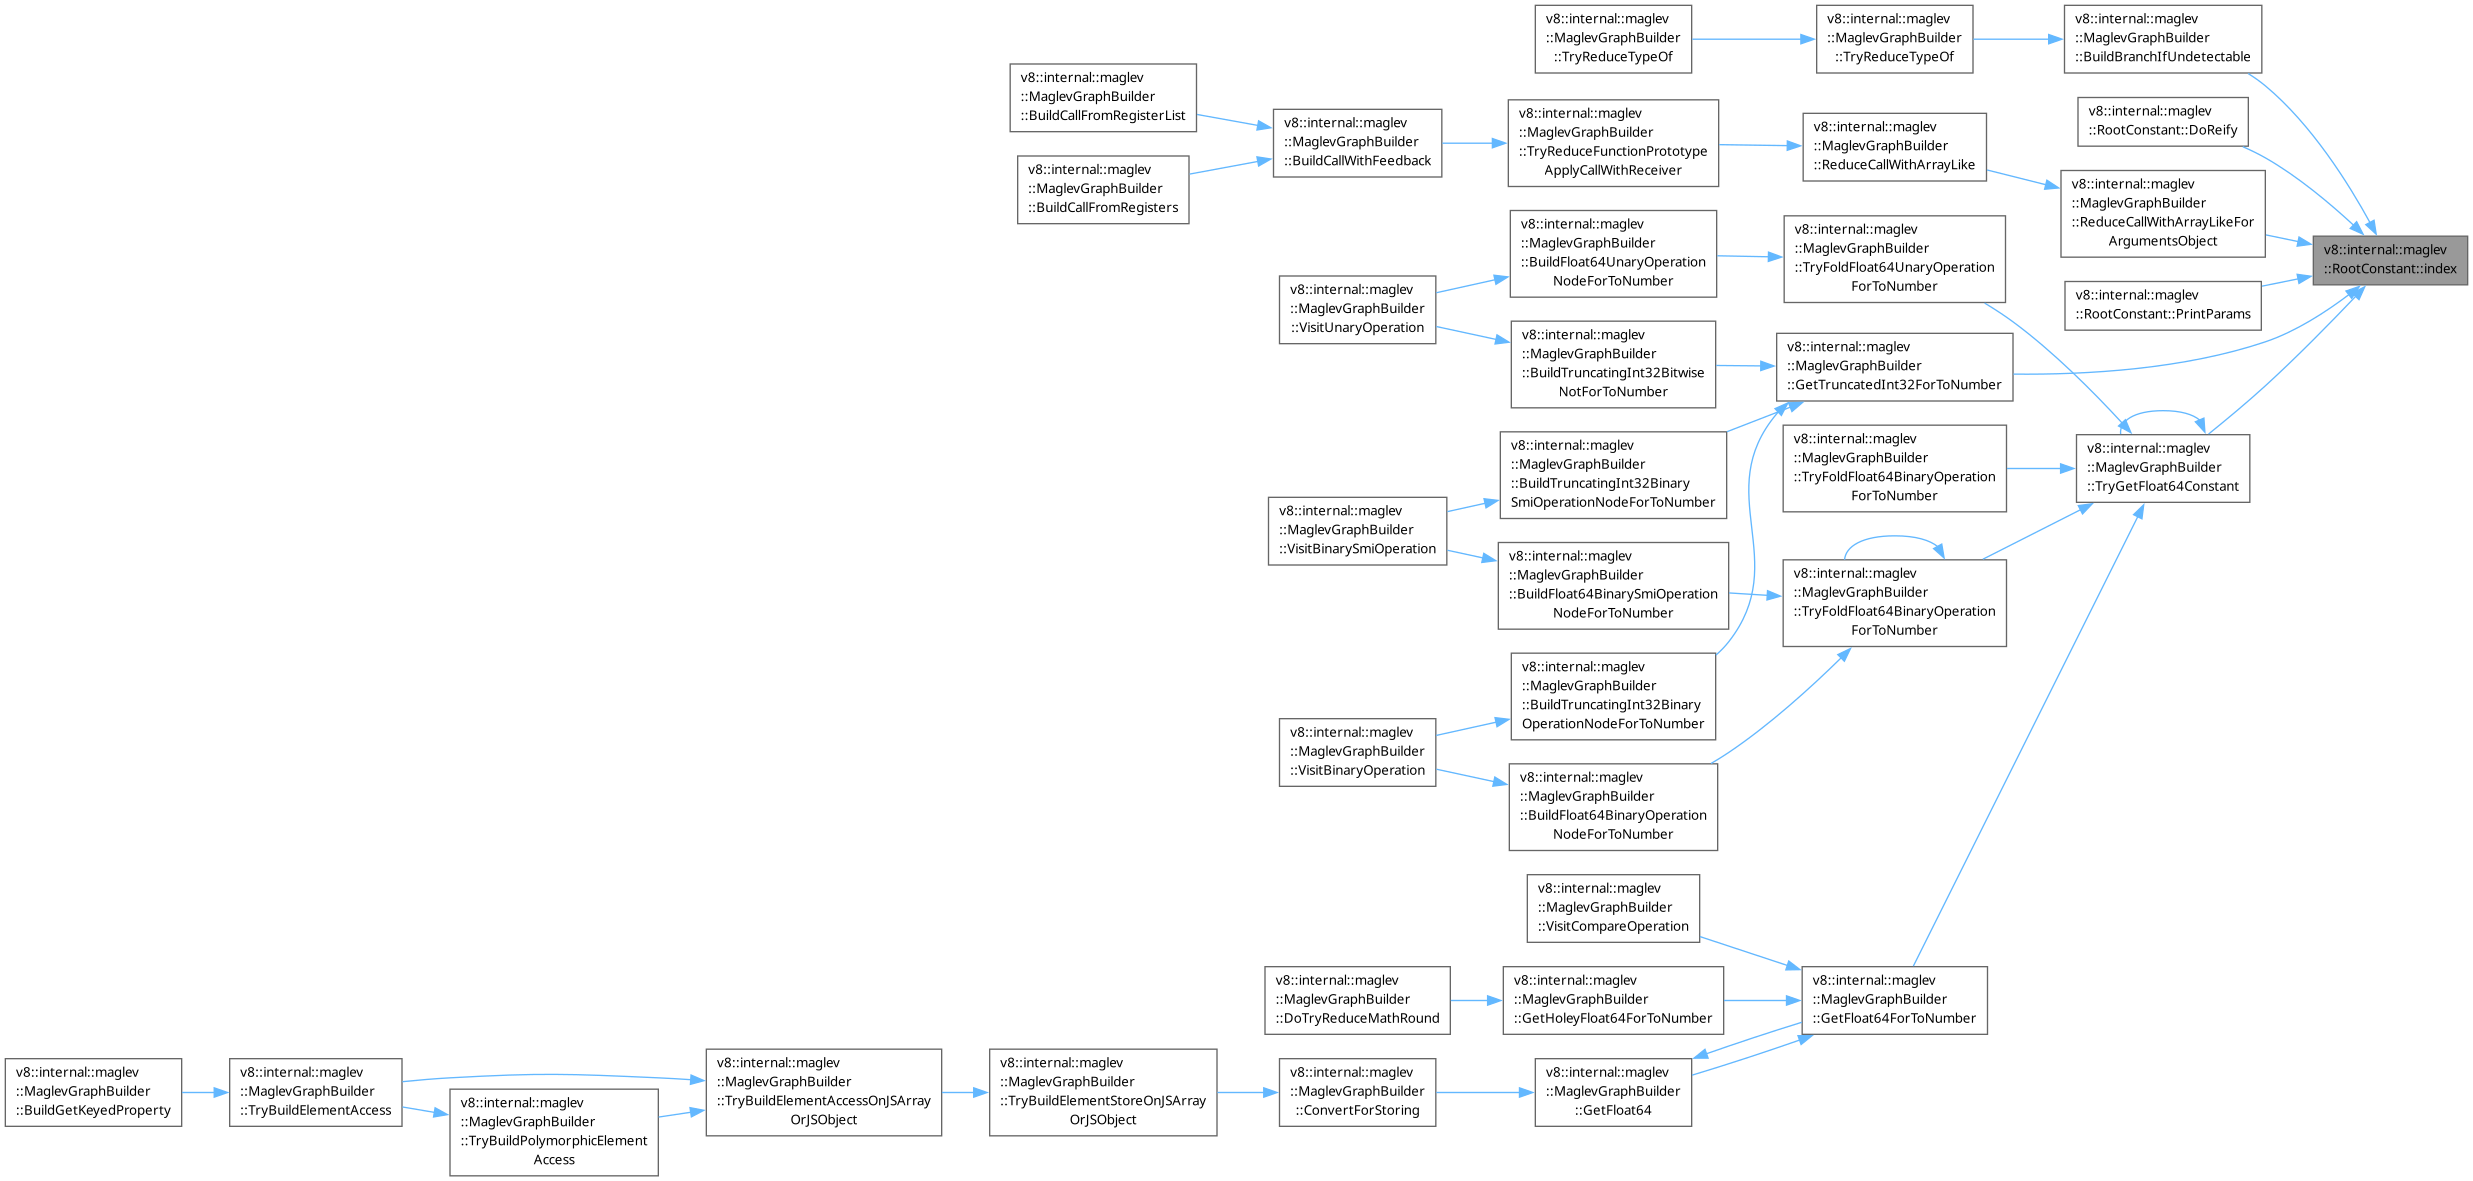 v8::internal::maglev
::MaglevGraphBuilder
::TryReduceTypeOf
v8::internal::maglev
::MaglevGraphBuilder
::TryReduceTypeOf
v8::internal::maglev
::MaglevGraphBuilder
::BuildBranchIfUndetectable
v8::internal::maglev
::MaglevGraphBuilder
::BuildCallFromRegisterList
v8::internal::maglev
::MaglevGraphBuilder
::BuildCallWithFeedback
v8::internal::maglev
::MaglevGraphBuilder
::TryReduceFunctionPrototype
ApplyCallWithReceiver
v8::internal::maglev
::MaglevGraphBuilder
::ReduceCallWithArrayLike
v8::internal::maglev
::RootConstant::DoReify
v8::internal::maglev
::MaglevGraphBuilder
::BuildCallFromRegisters
v8::internal::maglev
::MaglevGraphBuilder
::ReduceCallWithArrayLikeFor
ArgumentsObject
v8::internal::maglev
::RootConstant::index
v8::internal::maglev
::MaglevGraphBuilder
::BuildFloat64UnaryOperation
NodeForToNumber
v8::internal::maglev
::MaglevGraphBuilder
::TryFoldFloat64UnaryOperation
ForToNumber
v8::internal::maglev
::RootConstant::PrintParams
v8::internal::maglev
::MaglevGraphBuilder
::VisitUnaryOperation
v8::internal::maglev
::MaglevGraphBuilder
::BuildTruncatingInt32Bitwise
NotForToNumber
v8::internal::maglev
::MaglevGraphBuilder
::GetTruncatedInt32ForToNumber
v8::internal::maglev
::MaglevGraphBuilder
::BuildTruncatingInt32Binary
SmiOperationNodeForToNumber
v8::internal::maglev
::MaglevGraphBuilder
::TryFoldFloat64BinaryOperation
ForToNumber
v8::internal::maglev
::MaglevGraphBuilder
::TryGetFloat64Constant
v8::internal::maglev
::MaglevGraphBuilder
::VisitBinarySmiOperation
v8::internal::maglev
::MaglevGraphBuilder
::BuildFloat64BinarySmiOperation
NodeForToNumber
v8::internal::maglev
::MaglevGraphBuilder
::TryFoldFloat64BinaryOperation
ForToNumber
v8::internal::maglev
::MaglevGraphBuilder
::BuildTruncatingInt32Binary
OperationNodeForToNumber
v8::internal::maglev
::MaglevGraphBuilder
::VisitBinaryOperation
v8::internal::maglev
::MaglevGraphBuilder
::BuildFloat64BinaryOperation
NodeForToNumber
v8::internal::maglev
::MaglevGraphBuilder
::VisitCompareOperation
v8::internal::maglev
::MaglevGraphBuilder
::DoTryReduceMathRound
v8::internal::maglev
::MaglevGraphBuilder
::GetHoleyFloat64ForToNumber
v8::internal::maglev
::MaglevGraphBuilder
::GetFloat64ForToNumber
v8::internal::maglev
::MaglevGraphBuilder
::BuildGetKeyedProperty
v8::internal::maglev
::MaglevGraphBuilder
::TryBuildElementAccess
v8::internal::maglev
::MaglevGraphBuilder
::TryBuildPolymorphicElement
Access
v8::internal::maglev
::MaglevGraphBuilder
::TryBuildElementAccessOnJSArray
OrJSObject
v8::internal::maglev
::MaglevGraphBuilder
::TryBuildElementStoreOnJSArray
OrJSObject
v8::internal::maglev
::MaglevGraphBuilder
::ConvertForStoring
v8::internal::maglev
::MaglevGraphBuilder
::GetFloat64